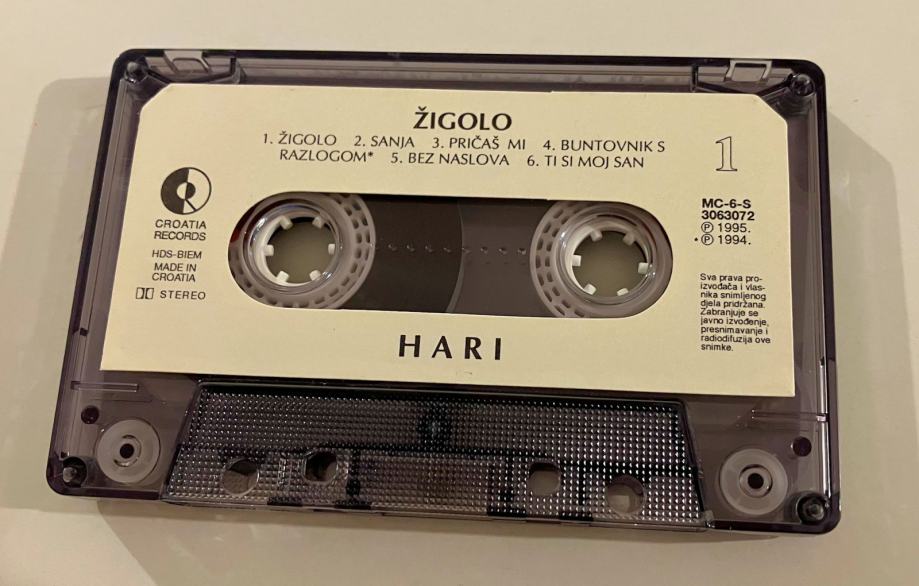 ŽIGOLO
1. ŽIGOLO 2. SANJA 3. PRIČAŠ MI 4. BUNTOVNIK S
RAZLOGOM* 5. BEZ NASLOVA 6. TI SI MOJ SAN
1
CROATIA
RECORDS
HDS-BIEM
MADE IN
CROATIA
STEREO
MC-6-S
3063072
℗ 1995.
*℗ 1994.
Sva prava pro-
izvođača i vlas-
nika snimljenog
djela pridržana.
Zabranjuje se
javno izvođenje,
presnimavanje i
radiodifuzija ove
snimke.
HARI